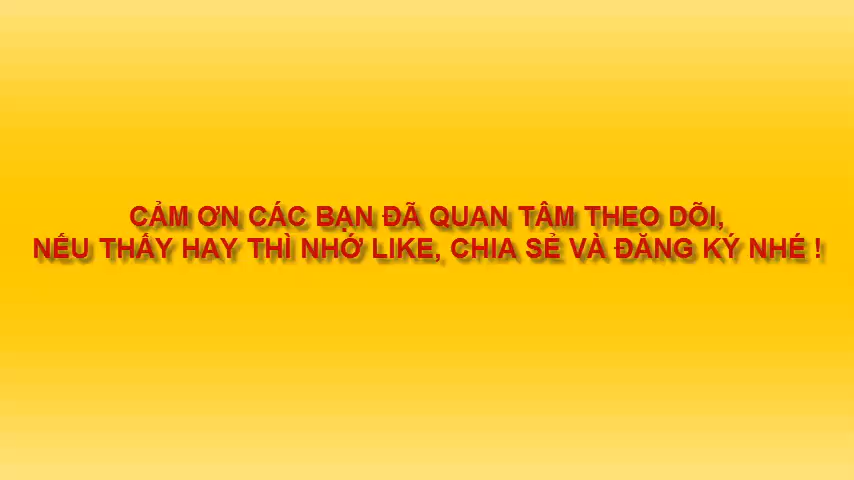 CẢM ƠN CÁC BẠN ĐÃ QUAN TÂM THEO DÕI,
NẾU THẤY HAY THÌ NHỚ LIKE, CHIA SẺ VÀ ĐĂNG KÝ NHÉ !